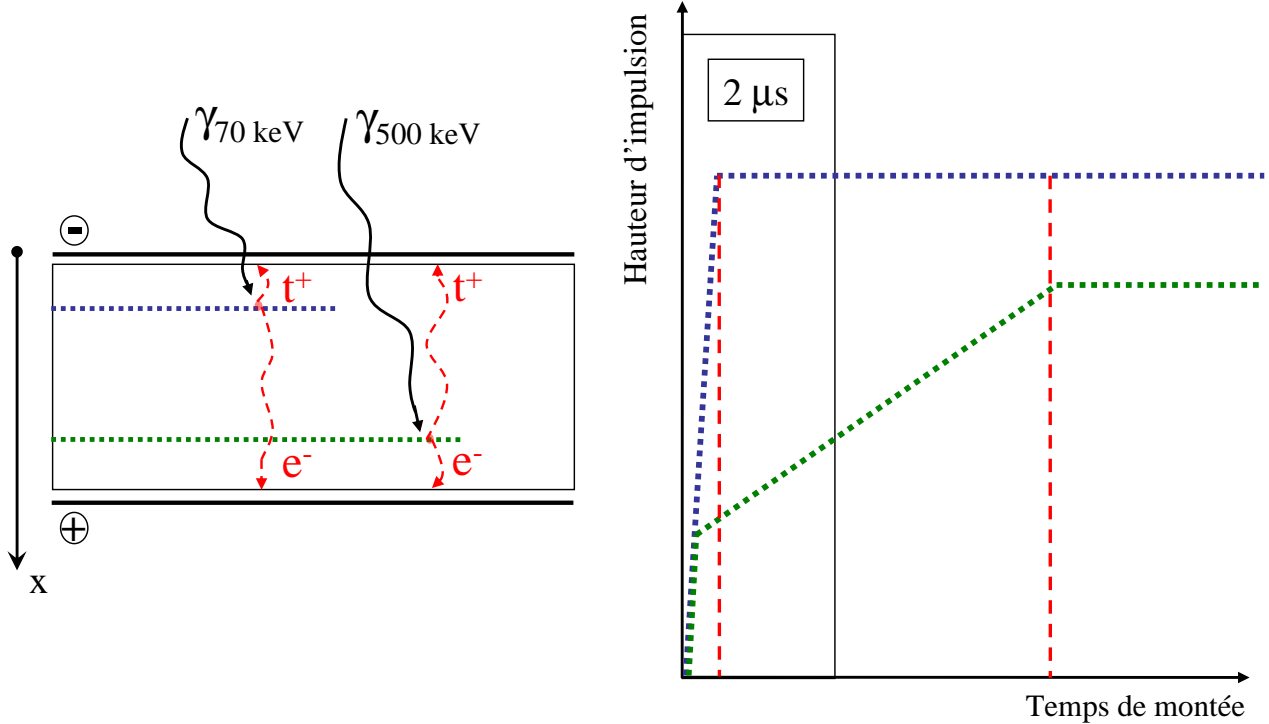 γ70 keV
γ500 keV
-
t+
t+
e-
e-
+
x
Hauteur d’impulsion
2 μs
Temps de montée